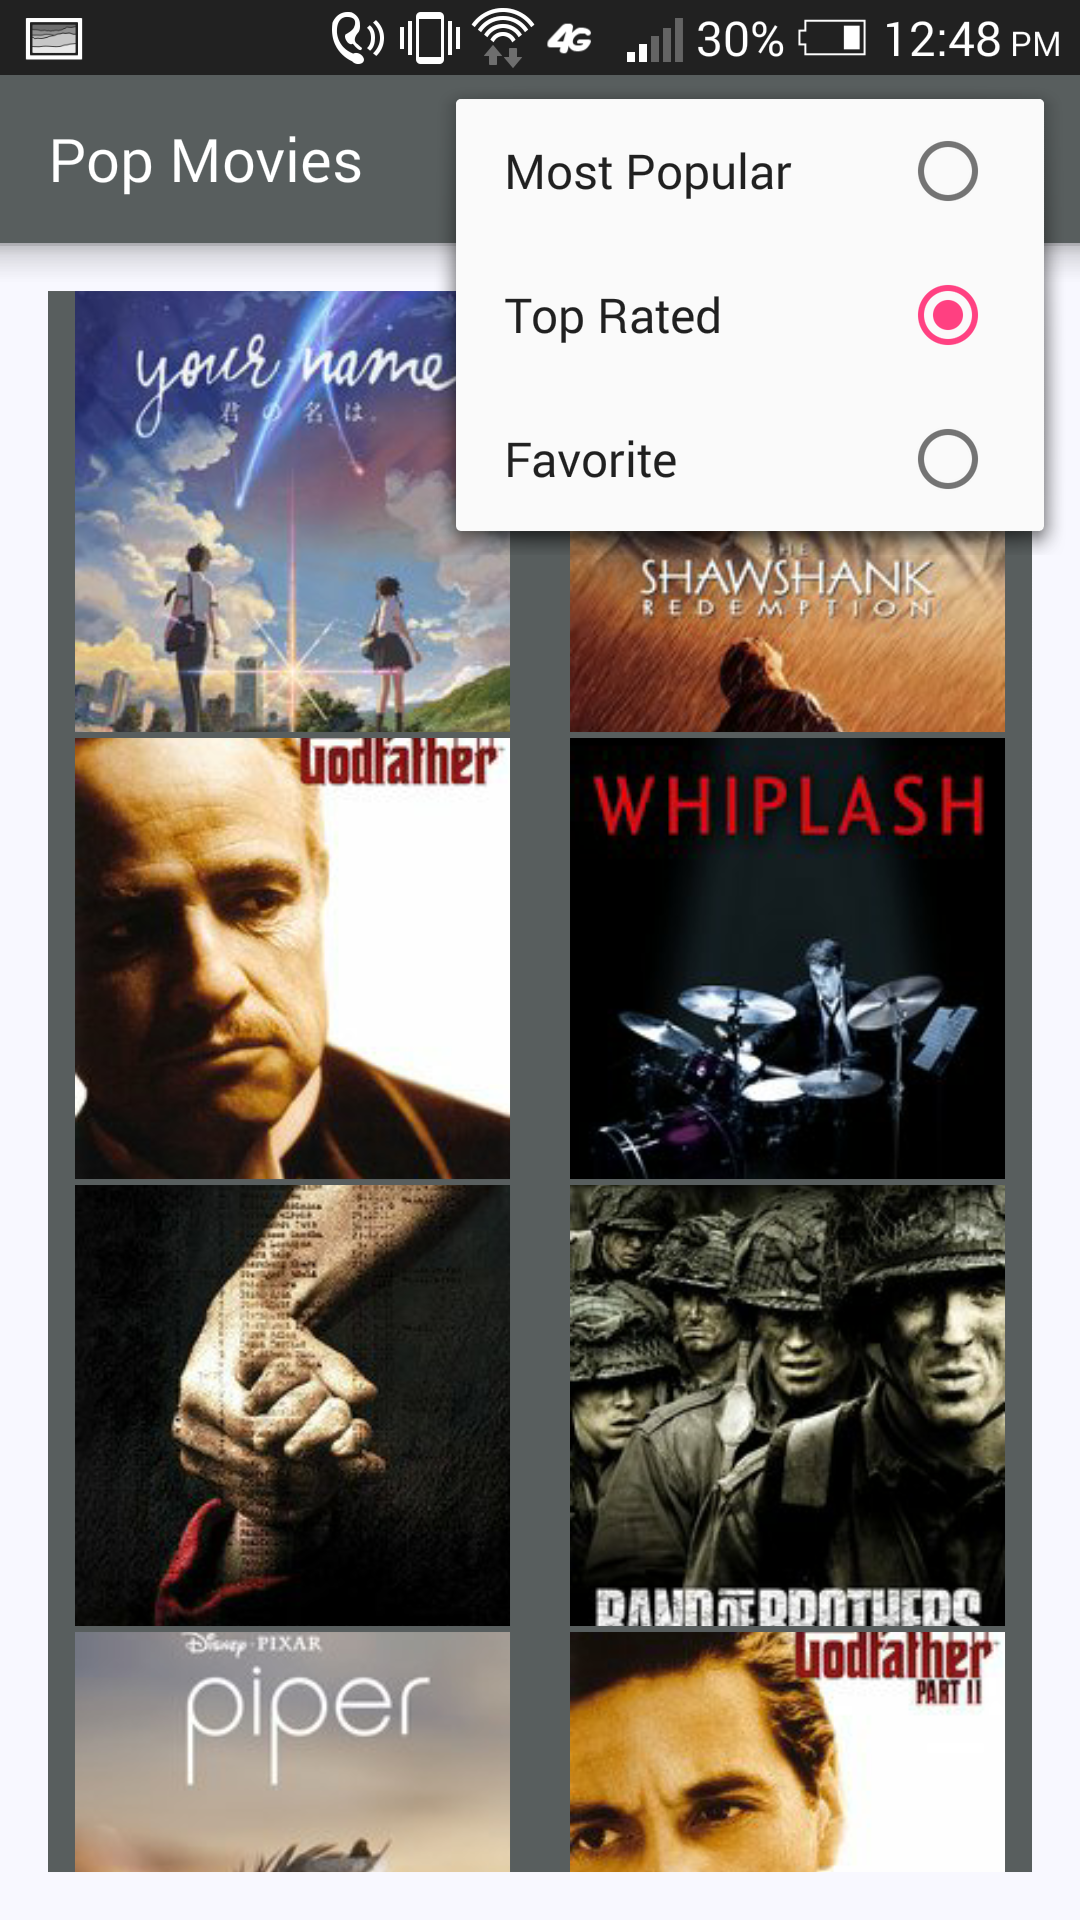 4G 30% 12:48 PM
Pop Movies
Most Popular
Top Rated
Favorite
your name
君の名は。
THE
SHAWSHANK
REDEMPTION
Godfather
WHIPLASH
BAND OF BROTHERS
Disney·PIXAR
piper
Godfather
PART II